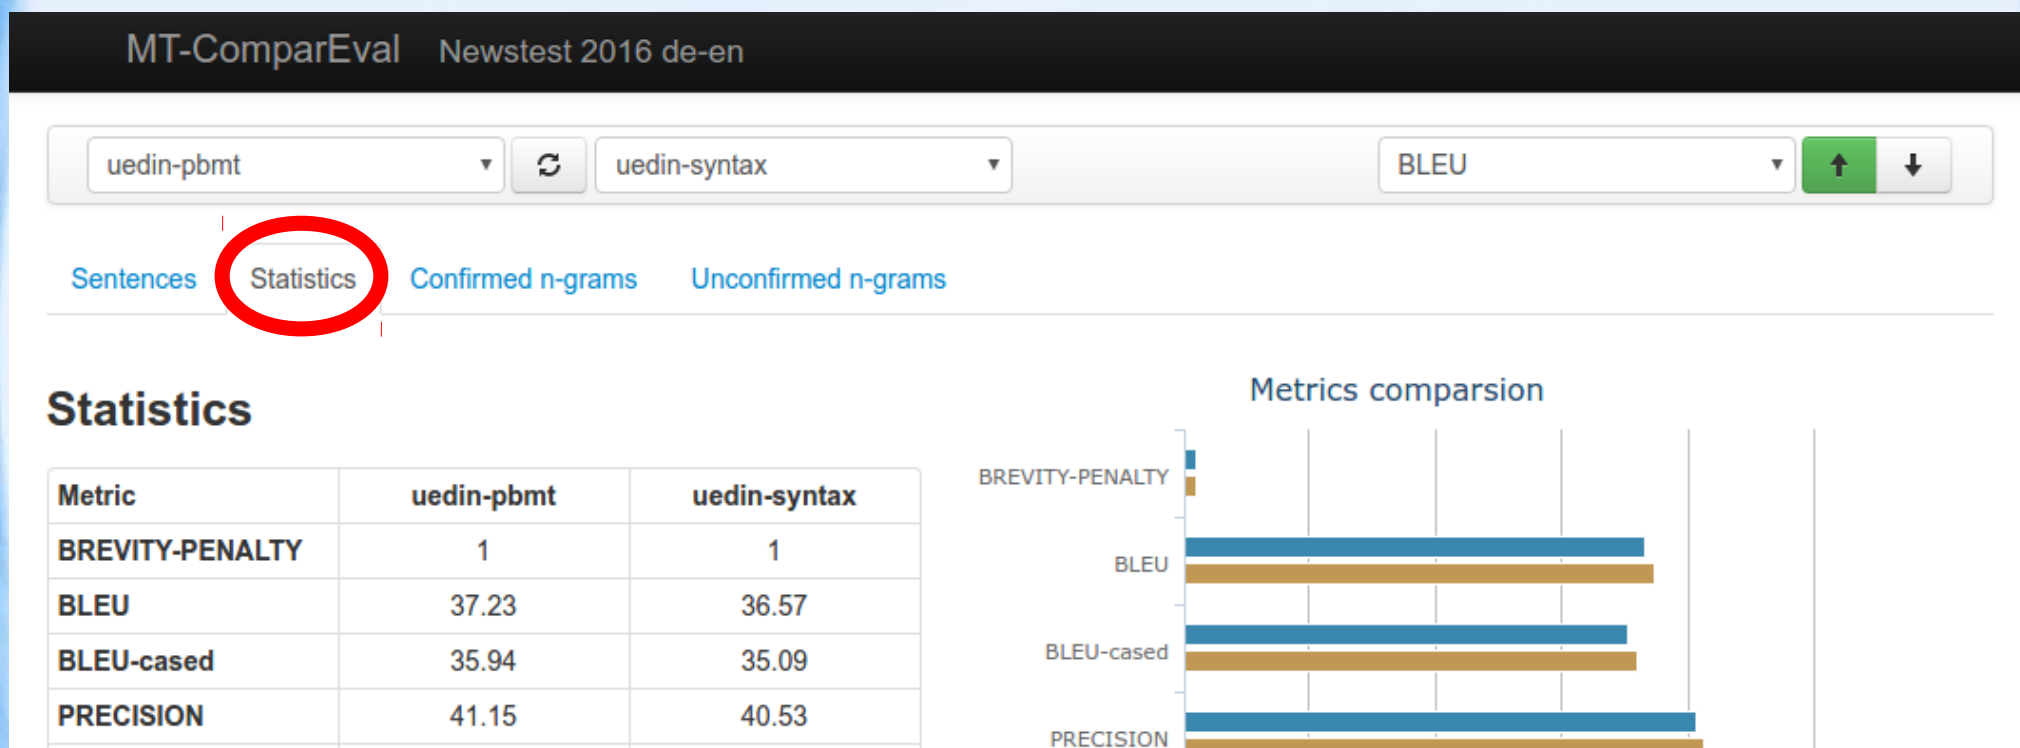 MT-ComparEval Newstest 2016 de-en
uedin-pbmt uedin-syntax BLEU
Sentences Statistics Confirmed n-grams Unconfirmed n-grams
Statistics
Metric uedin-pbmt uedin-syntax
BREVITY-PENALTY 1 1
BLEU 37.23 36.57
BLEU-cased 35.94 35.09
PRECISION 41.15 40.53
Metrics comparsion
BREVITY-PENALTY
BLEU
BLEU-cased
PRECISION